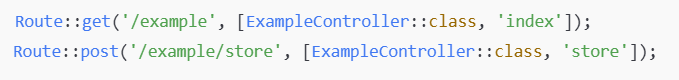 Route::get('/example', [ExampleController::class, 'index']);
Route::post('/example/store', [ExampleController::class, 'store']);